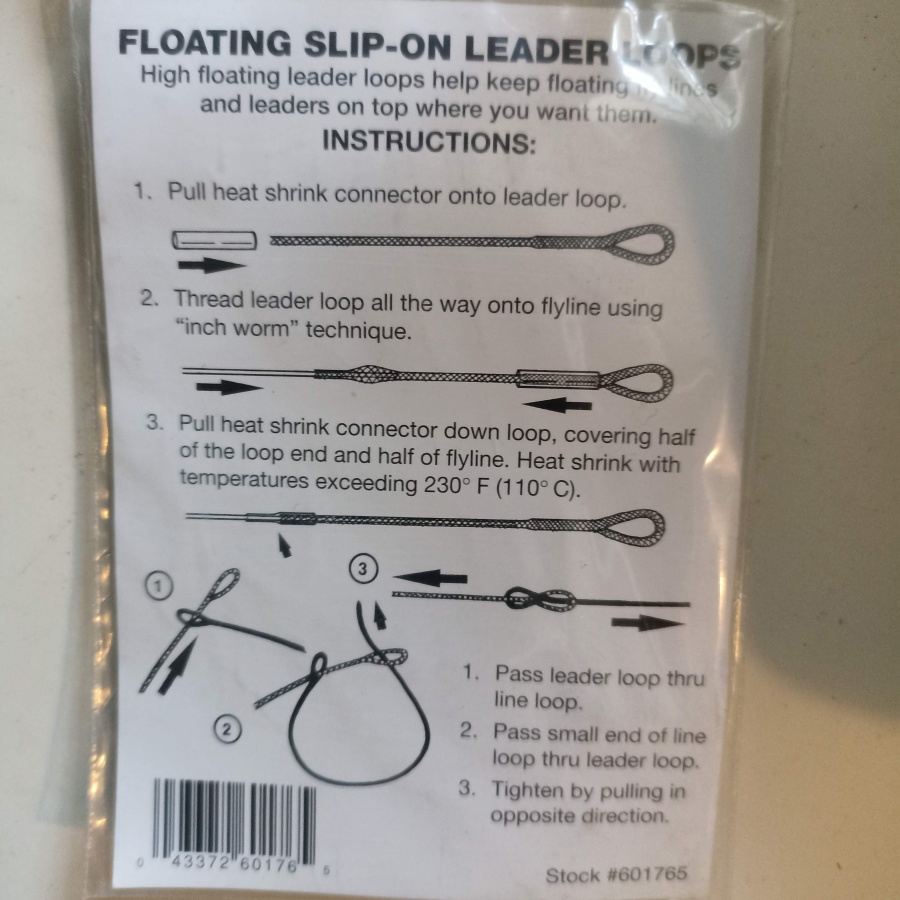 FLOATING SLIP-ON LEADER LOOPS
High floating leader loops help keep floating lines
and leaders on top where you want them.
INSTRUCTIONS:
1. Pull heat shrink connector onto leader loop.
2. Thread leader loop all the way onto flyline using
“inch worm” technique.
3. Pull heat shrink connector down loop, covering half
of the loop end and half of flyline. Heat shrink with
temperatures exceeding 230° F (110° C).
1
3
2
1. Pass leader loop thru
line loop.
2. Pass small end of line
loop thru leader loop.
3. Tighten by pulling in
opposite direction.
0 43372 60176 5
Stock #601765